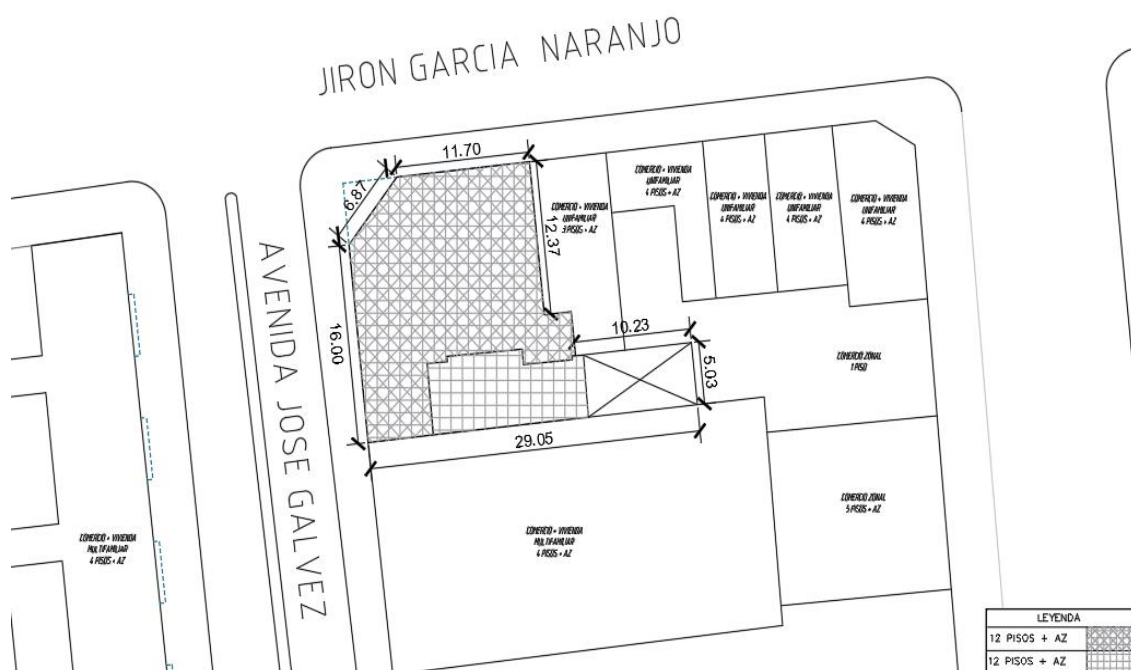 JIRON GARCIA NARANJO
11.70
6.87
12.37
COMERCIO + VIVIENDA
UNIFAMILIAR
3 PISOS + AZ
COMERCIO + VIVIENDA
UNIFAMILIAR
4 PISOS + AZ
COMERCIO + VIVIENDA
UNIFAMILIAR
4 PISOS + AZ
COMERCIO + VIVIENDA
UNIFAMILIAR
4 PISOS + AZ
COMERCIO + VIVIENDA
UNIFAMILIAR
4 PISOS + AZ
AVENIDA JOSE GALVEZ
16.00
10.23
5.03
29.05
COMERCIO ZONAL
1 PISO
COMERCIO ZONAL
5 PISOS + AZ
COMERCIO + VIVIENDA
MULTIFAMILIAR
4 PISOS + AZ
COMERCIO + VIVIENDA
MULTIFAMILIAR
4 PISOS + AZ
LEYENDA
12 PISOS + AZ
12 PISOS + AZ